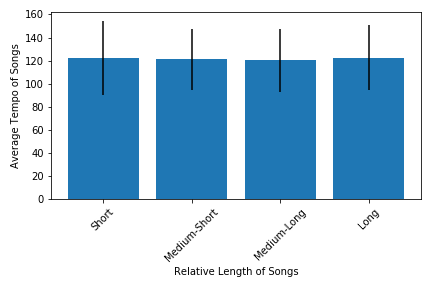 160
140
120
100
80
60
40
20
0
Average Tempo of Songs
Short
Medium-Short
Medium-Long
Long
Relative Length of Songs